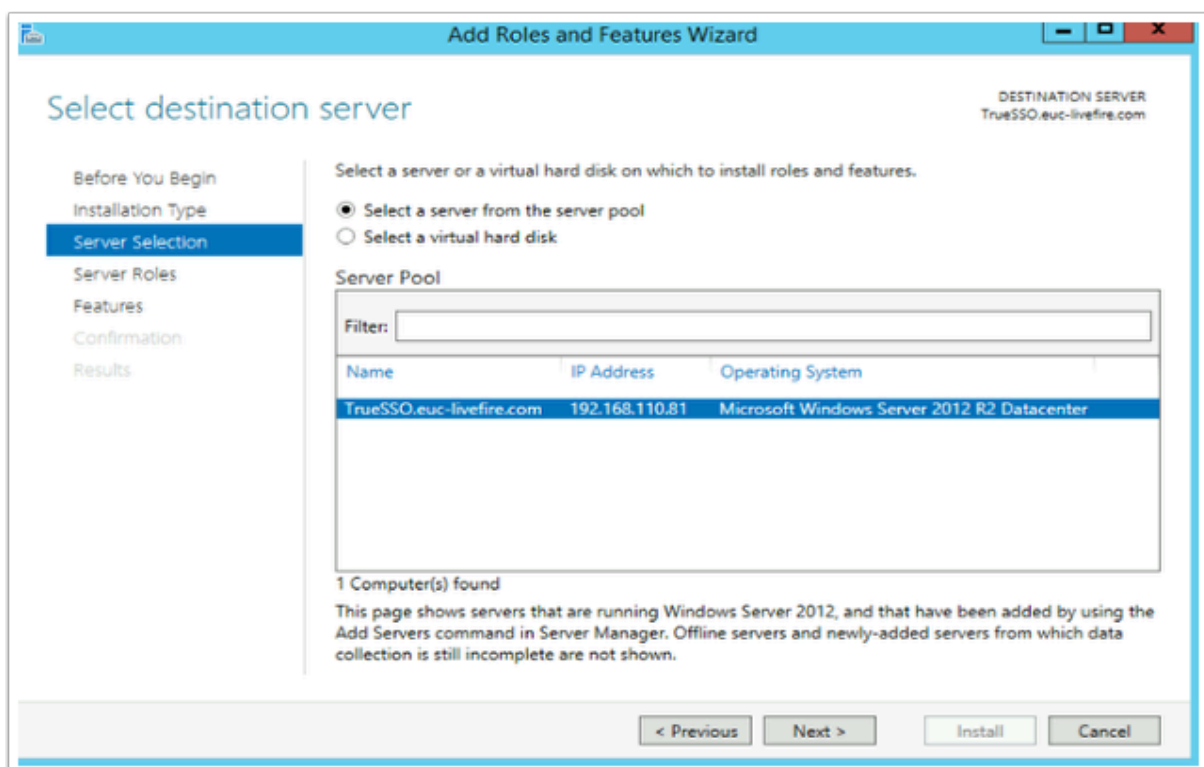 Add Roles and Features Wizard
Select destination server
DESTINATION SERVER
TrueSSO.euc-livefire.com
Before You Begin
Installation Type
Server Selection
Server Roles
Features
Confirmation
Results
Select a server or a virtual hard disk on which to install roles and features.
Select a server from the server pool
Select a virtual hard disk
Server Pool
Filter:
Name IP Address Operating System
TrueSSO.euc-livefire.com 192.168.110.81 Microsoft Windows Server 2012 R2 Datacenter
1 Computer(s) found
This page shows servers that are running Windows Server 2012, and that have been added by using the
Add Servers command in Server Manager. Offline servers and newly-added servers from which data
collection is still incomplete are not shown.
< Previous Next > Install Cancel